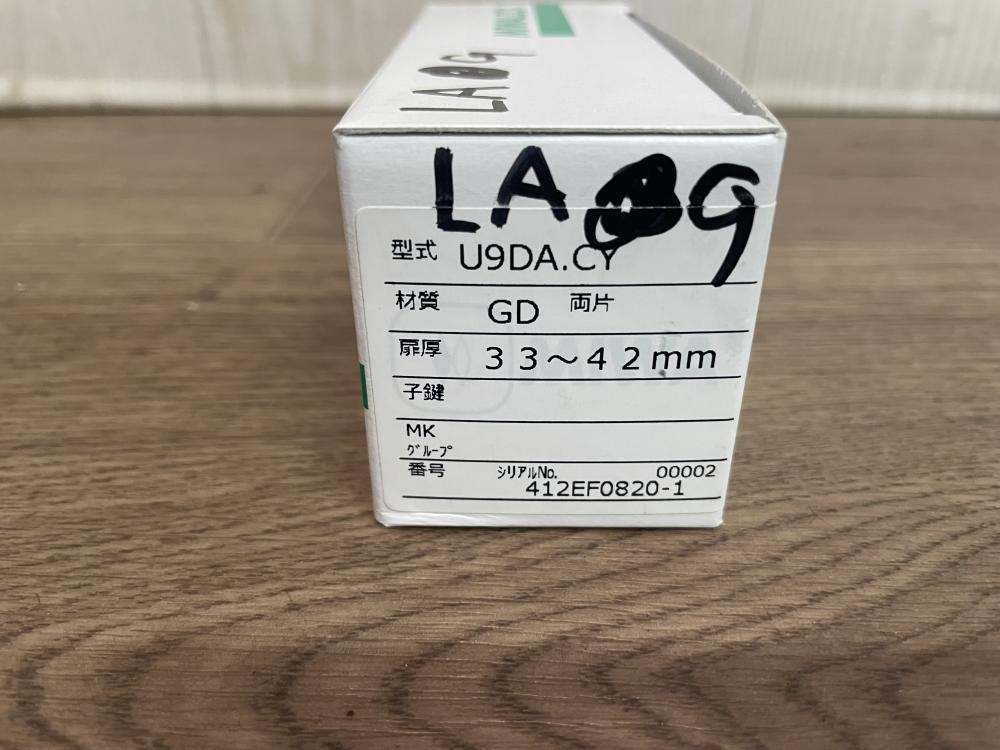 LA G
LA G
型式 U9DA.CY
材質 GD 両片
扉厚 33～42mm
子鍵
MK
グループ
番号 シリアルNo. 00002
412EF0820-1